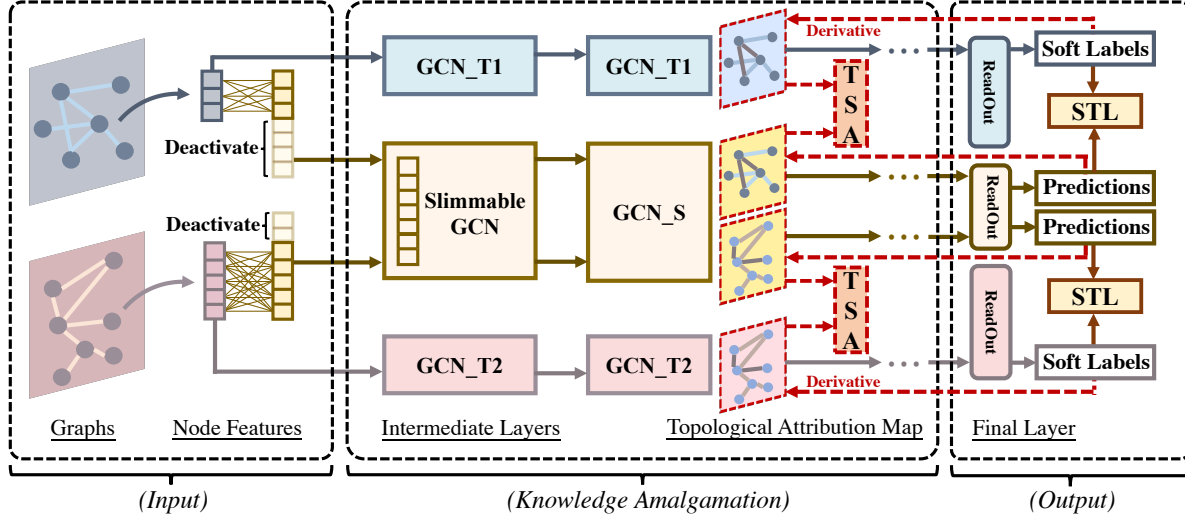 Derivative
GCN_T1
GCN_T1
ReadOut
Soft Labels
T
S
A
STL
Deactivate
Slimmable
GCN
GCN_S
ReadOut
Predictions
Deactivate
Predictions
T
S
A
ReadOut
STL
GCN_T2
GCN_T2
Soft Labels
Derivative
Graphs
Node Features
Intermediate Layers
Topological Attribution Map
Final Layer
(Input)
(Knowledge Amalgamation)
(Output)